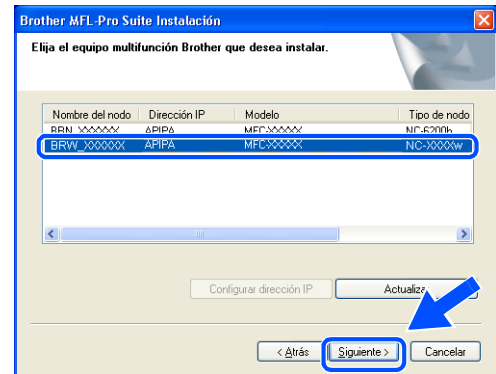 Brother MFL-Pro Suite Instalación
Elija el equipo multifunción Brother que desea instalar.
Nombre del nodo Dirección IP Modelo Tipo de nodo
BRN_XXXXXX APIPA MFC-XXXXX NC-6200h
BRW_XXXXXX APIPA MFC-XXXXX NC-XXXXw
Configurar dirección IP
< Atrás Siguiente > Cancelar